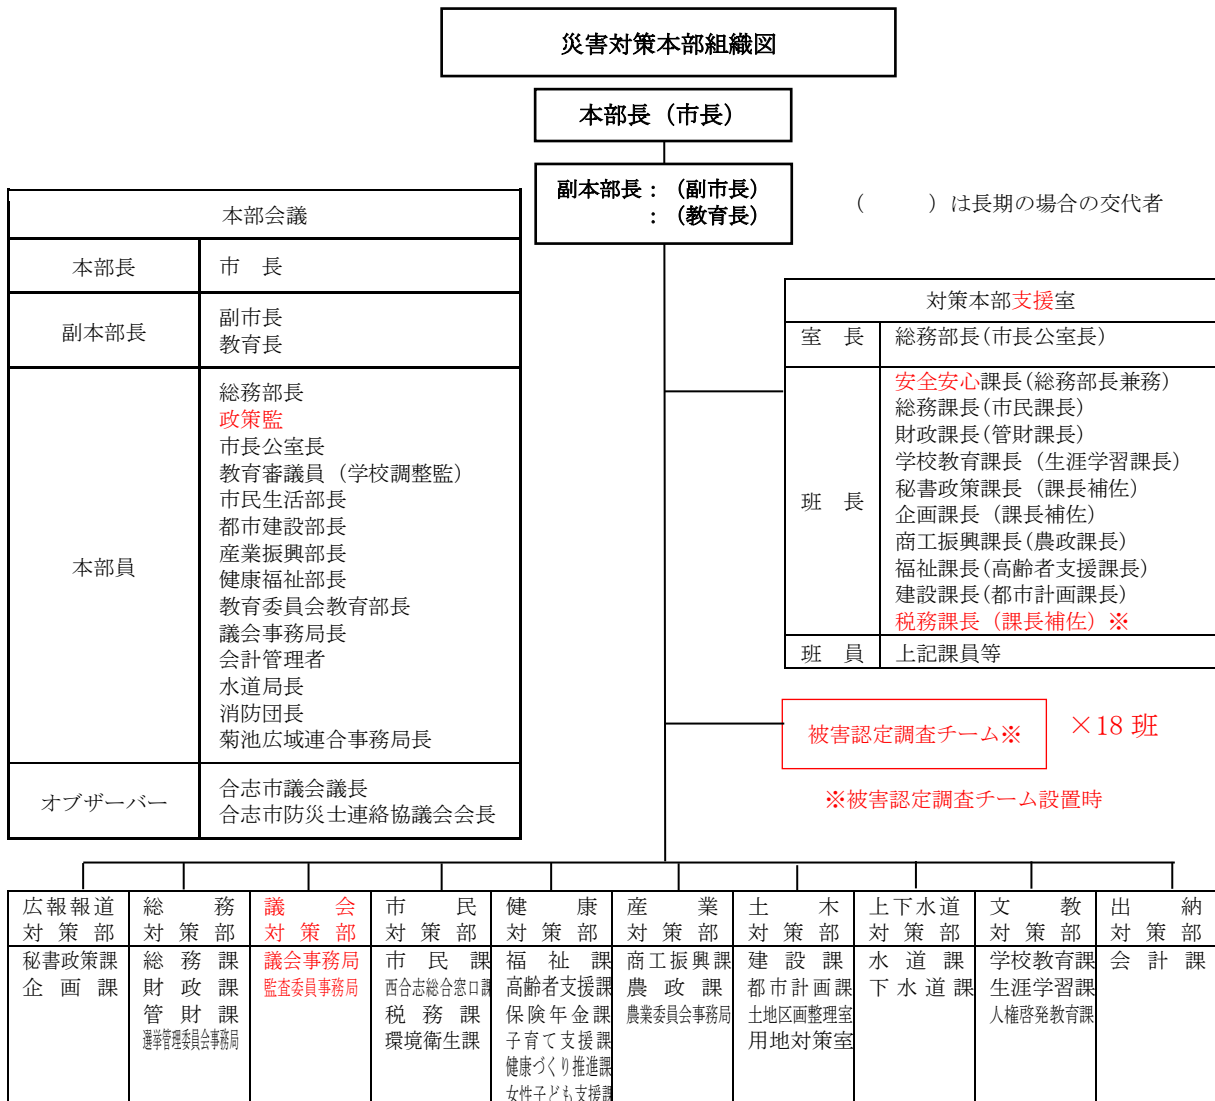 災害対策本部組織図
本部長（市長）
副本部長：（副市長）
：（教育長）
（　　　）は長期の場合の交代者
本部会議
本部長
市　長
副本部長
副市長
教育長
本部員
総務部長
政策監
市長公室長
教育審議員（学校調整監）
市民生活部長
都市建設部長
産業振興部長
健康福祉部長
教育委員会教育部長
議会事務局長
会計管理者
水道局長
消防団長
菊池広域連合事務局長
オブザーバー
合志市議会議長
合志市防災士連絡協議会会長
対策本部支援室
室　長
総務部長(市長公室長)
班　長
安全安心課長(総務部長兼務)
総務課長(市民課長)
財政課長(管財課長)
学校教育課長（生涯学習課長）
秘書政策課長（課長補佐）
企画課長（課長補佐）
商工振興課長(農政課長)
福祉課長(高齢者支援課長)
建設課長(都市計画課長)
税務課長（課長補佐）※
班　員
上記課員等
被害認定調査チーム※
×18 班
※被害認定調査チーム設置時
広報報道
対策部
秘書政策課
企画課
総務
対策部
総務課
財政課
管財課
選挙管理委員会事務局
議会
対策部
議会事務局
監査委員事務局
市民
対策部
市民課
西合志総合窓口課
税務課
環境衛生課
健康
対策部
福祉課
高齢者支援課
保険年金課
子育て支援課
健康づくり推進課
女性子ども支援課
産業
対策部
商工振興課
農政課
農業委員会事務局
土木
対策部
建設課
都市計画課
土地区画整理室
用地対策室
上下水道
対策部
水道課
下水道課
文教
対策部
学校教育課
生涯学習課
人権啓発教育課
出納
対策部
会計課